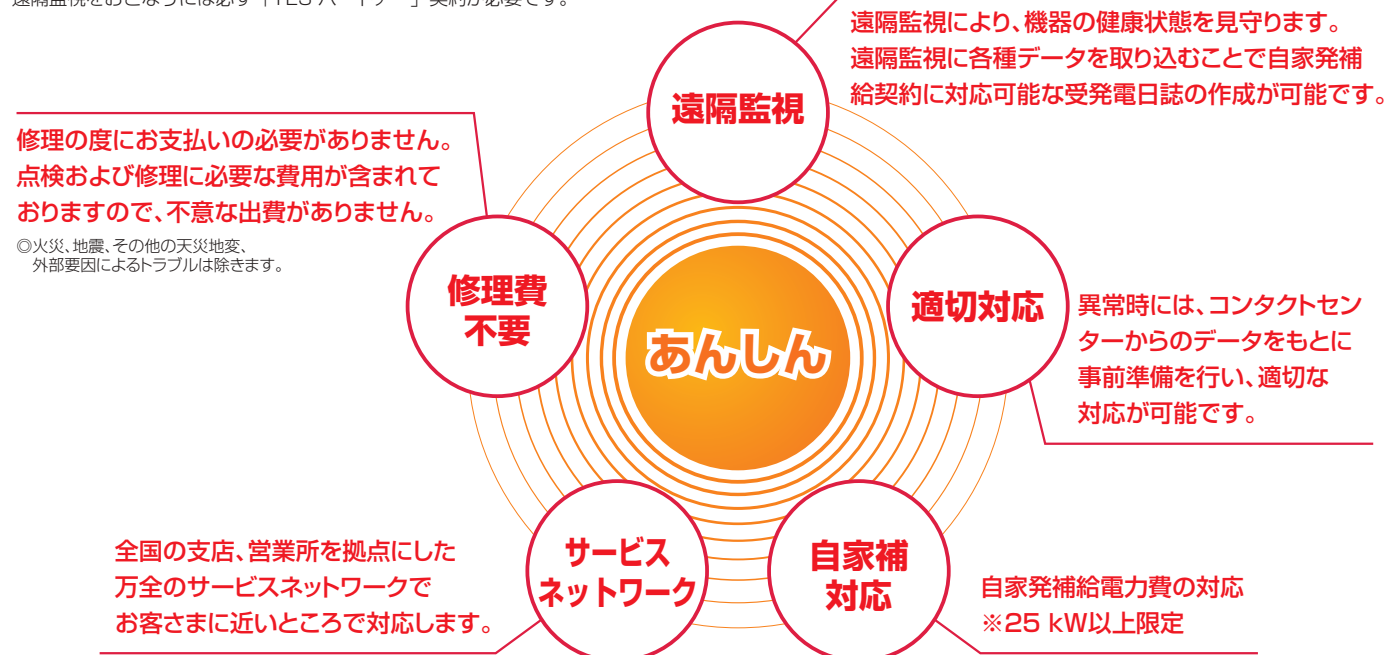 遠隔監視により、機器の健康状態を見守ります。
遠隔監視に各種データを取り込むことで自家発補
給契約に対応可能な受発電日誌の作成が可能です。
遠隔監視
修理の度にお支払いの必要がありません。
点検および修理に必要な費用が含まれて
おりますので、不意な出費がありません。
◎火災、地震、その他の天災地変、
外部要因によるトラブルは除きます。
修理費
不要
あんしん
適切対応
異常時には、コンタクトセン
ターからのデータをもとに
事前準備を行い、適切な
対応が可能です。
全国の支店、営業所を拠点にした
万全のサービスネットワークで
お客さまに近いところで対応します。
サービス
ネットワーク
自家補
対応
自家発補給電力費の対応
※25 kW以上限定